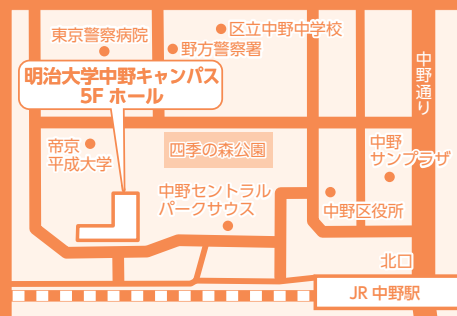 東京警察病院
区立中野中学校
野方警察署
中野通り
明治大学中野キャンパス
5F ホール
帝京
平成大学
四季の森公園
中野
サンプラザ
中野セントラル
パークサウス
中野区役所
北口
JR 中野駅